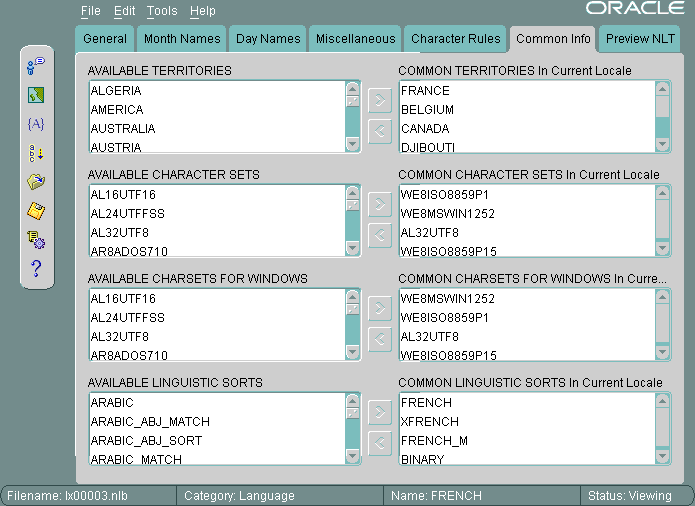 File Edit Tools Help
ORACLE
General Month Names Day Names Miscellaneous Character Rules Common Info Preview NLT
AVAILABLE TERRITORIES
ALGERIA
AMERICA
AUSTRALIA
AUSTRIA
COMMON TERRITORIES In Current Locale
FRANCE
BELGIUM
CANADA
DJIBOUTI
AVAILABLE CHARACTER SETS
AL16UTF16
AL24UTFFSS
AL32UTF8
AR8ADOS710
COMMON CHARACTER SETS In Current Locale
WE8ISO8859P1
WE8MSWIN1252
AL32UTF8
WE8ISO8859P15
AVAILABLE CHARSETS FOR WINDOWS
AL16UTF16
AL24UTFFSS
AL32UTF8
AR8ADOS710
COMMON CHARSETS FOR WINDOWS In Curre...
WE8MSWIN1252
WE8ISO8859P1
AL32UTF8
WE8ISO8859P15
AVAILABLE LINGUISTIC SORTS
ARABIC
ARABIC_ABJ_MATCH
ARABIC_ABJ_SORT
ARABIC_MATCH
COMMON LINGUISTIC SORTS In Current Locale
FRENCH
XFRENCH
FRENCH_M
BINARY
Filename: lx00003.nlb Category: Language Name: FRENCH Status: Viewing